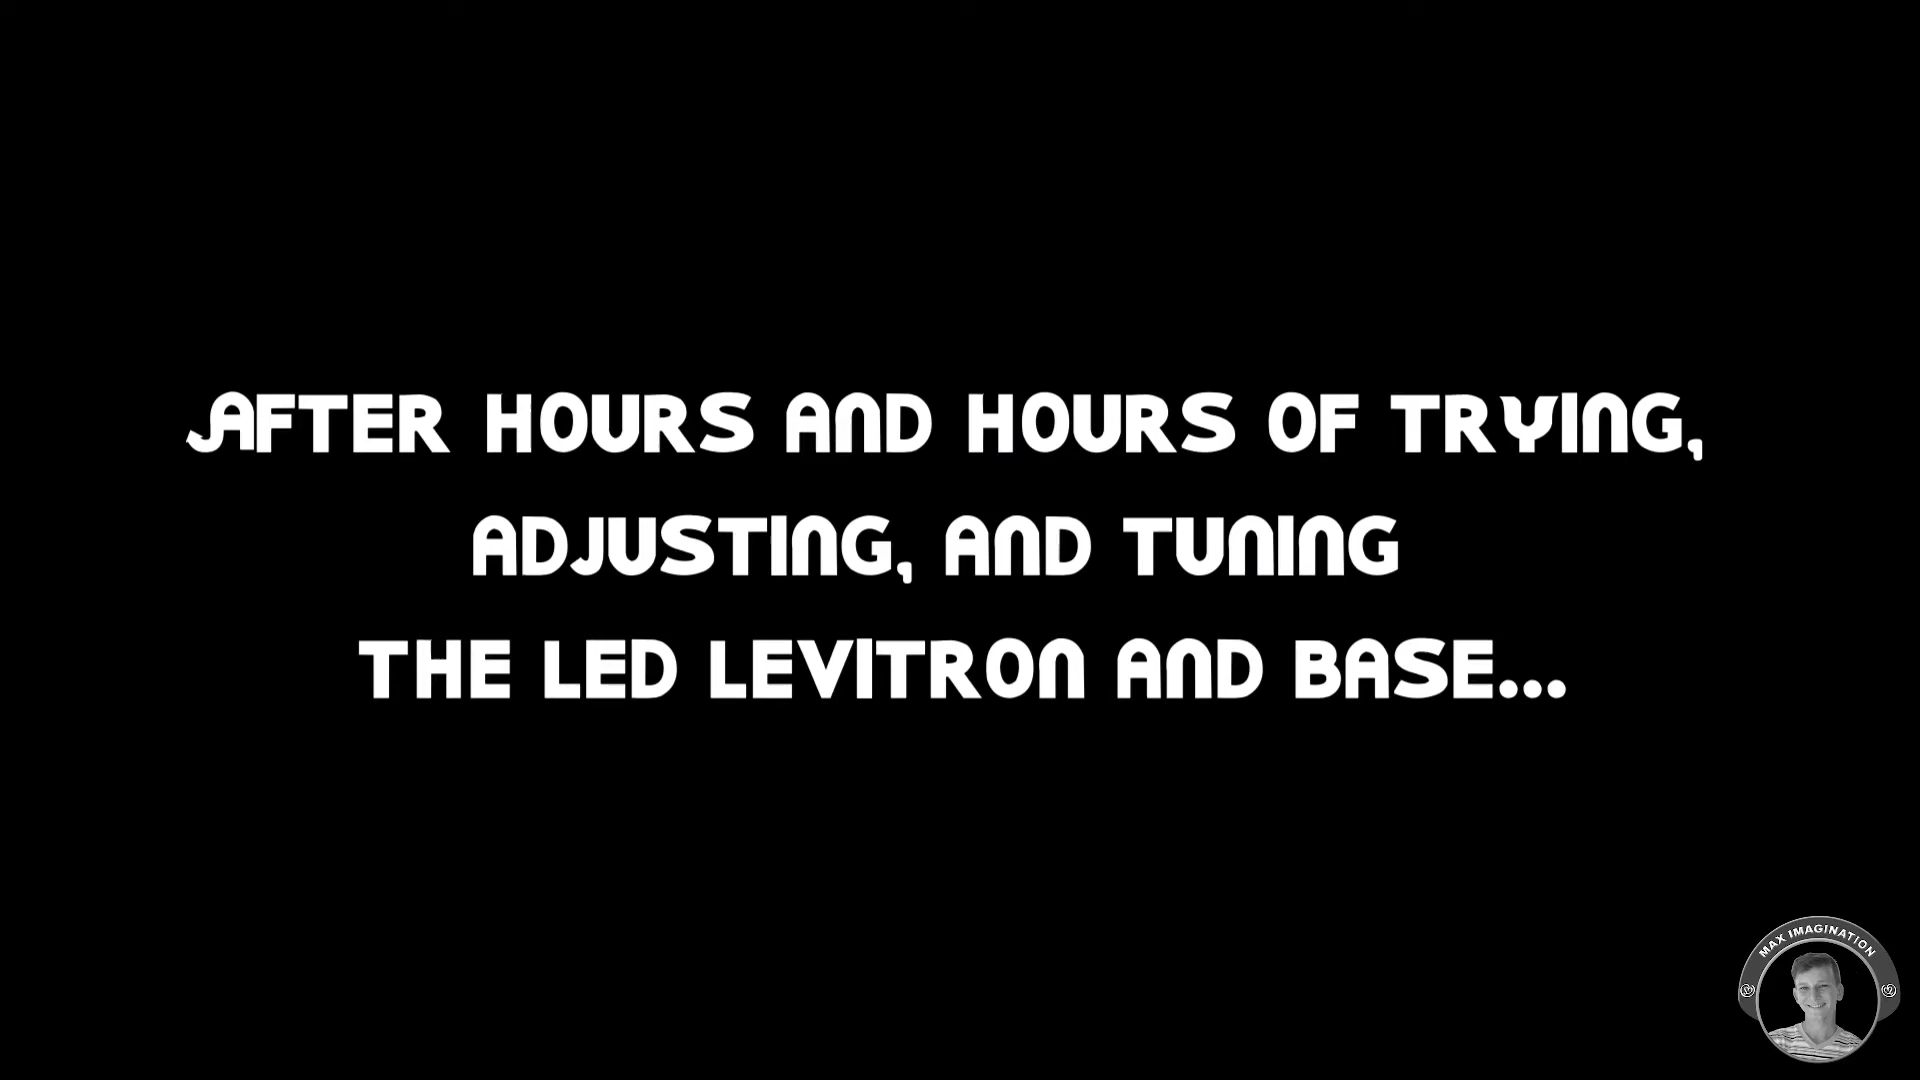 AFTER HOURS AND HOURS OF TRYING,
ADJUSTING, AND TUNING
THE LED LEVITRON AND BASE...
MAX IMAGINATION